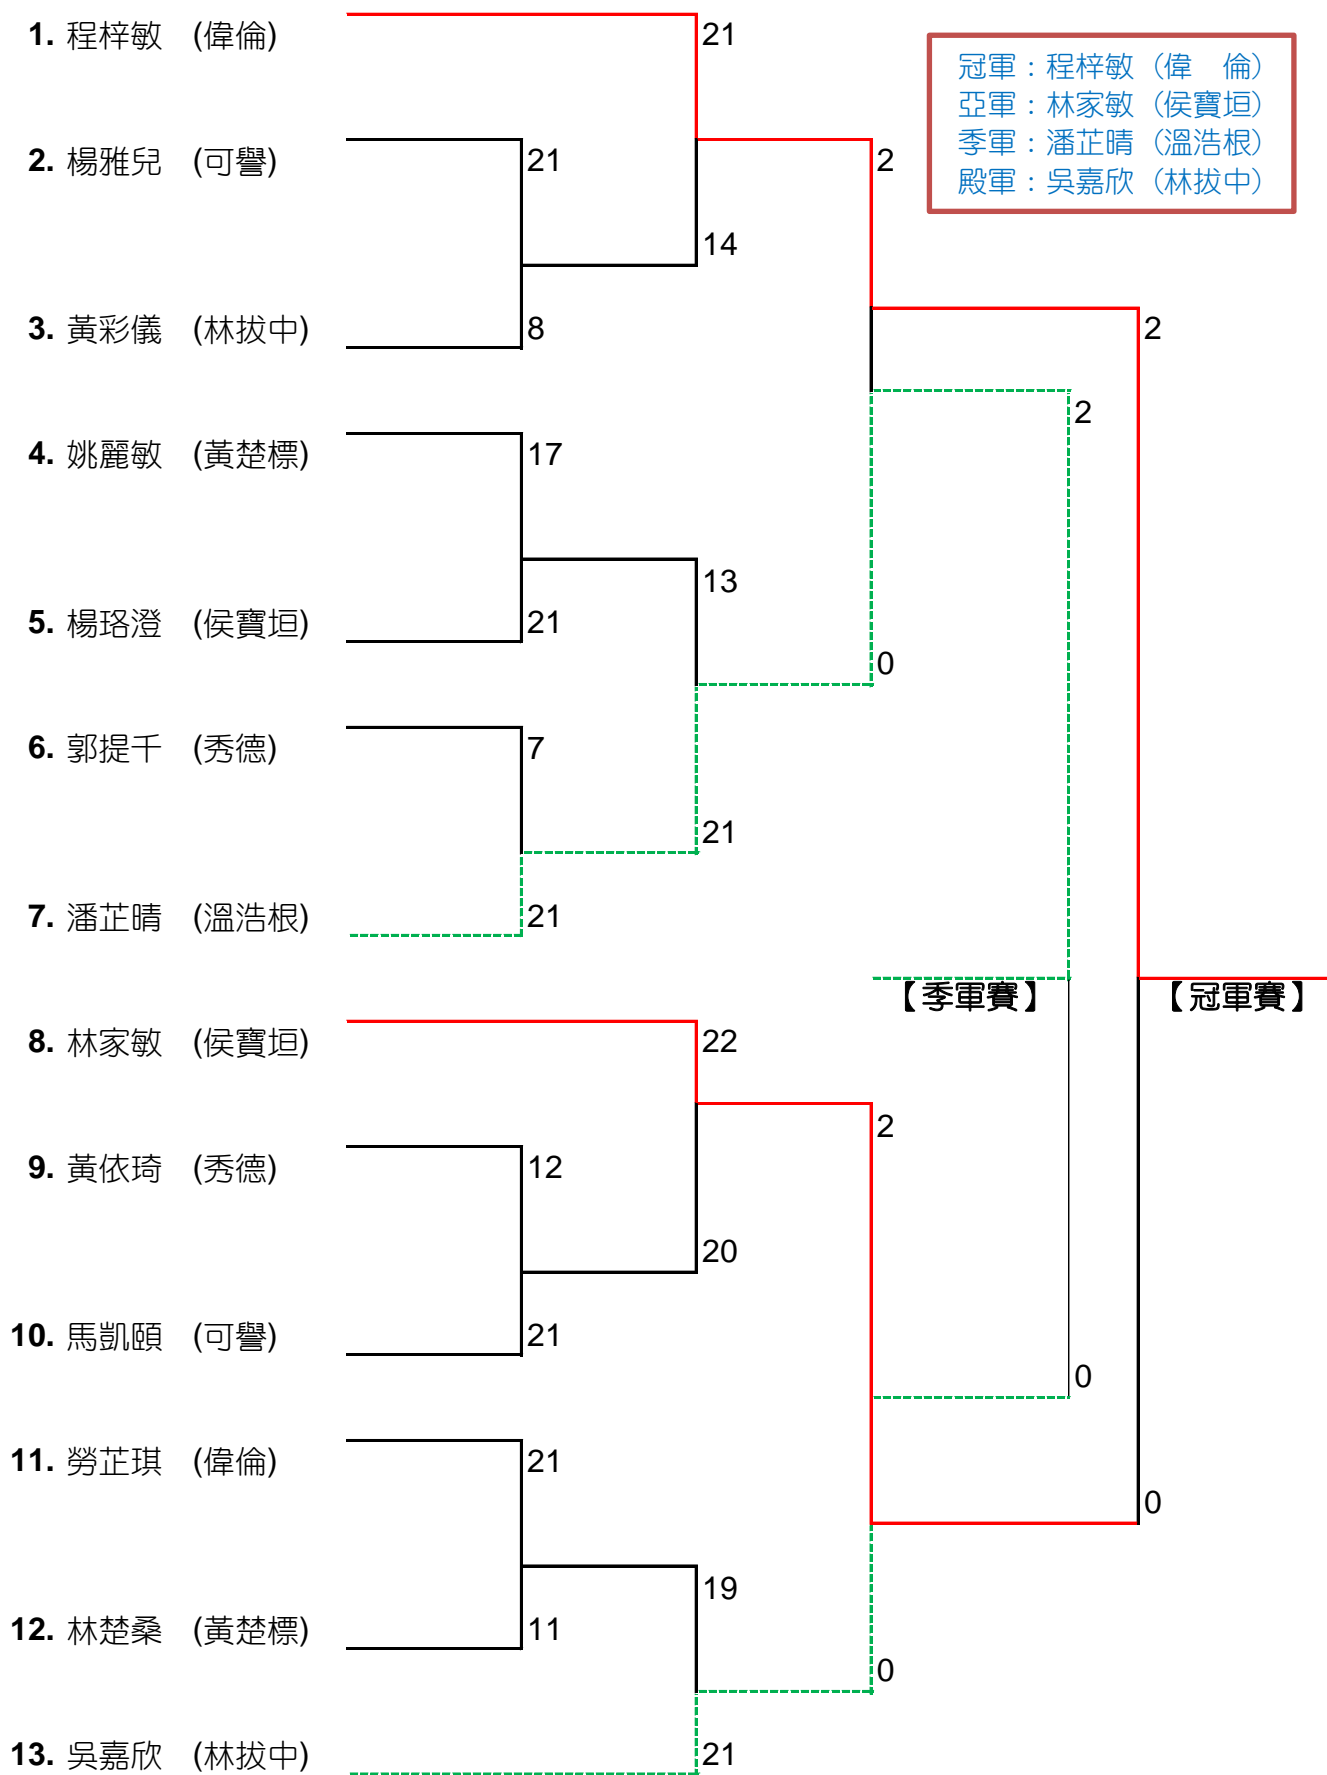 1. 程梓敏 (偉倫)
21
冠軍：程梓敏（偉　倫）
亞軍：林家敏（侯寶垣）
季軍：潘芷晴（溫浩根）
殿軍：吳嘉欣（林拔中）
2. 楊雅兒 (可譽)
21
2
14
3. 黃彩儀 (林拔中)
8
2
2
4. 姚麗敏 (黃楚標)
17
13
5. 楊珞澄 (侯寶垣)
21
0
6. 郭提千 (秀德)
7
21
7. 潘芷晴 (溫浩根)
21
【季軍賽】
【冠軍賽】
8. 林家敏 (侯寶垣)
22
2
9. 黃依琦 (秀德)
12
20
10. 馬凱頤 (可譽)
21
0
11. 勞芷琪 (偉倫)
21
0
19
12. 林楚桑 (黃楚標)
11
0
13. 吳嘉欣 (林拔中)
21